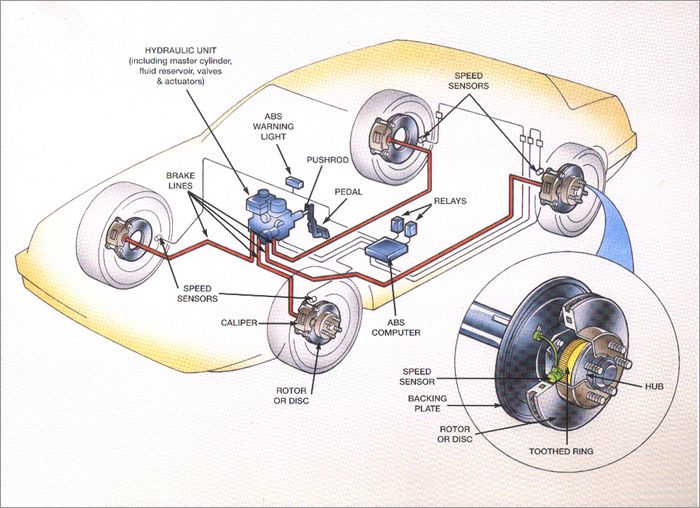 HYDRAULIC UNIT
(including master cylinder,
fluid reservoir, valves
& actuators)
SPEED
SENSORS
ABS
WARNING
LIGHT
PUSHROD
BRAKE
LINES
PEDAL
RELAYS
SPEED
SENSORS
CALIPER
ABS
COMPUTER
ROTOR
OR DISC
SPEED
SENSOR
HUB
BACKING
PLATE
ROTOR
OR DISC
TOOTHED RING